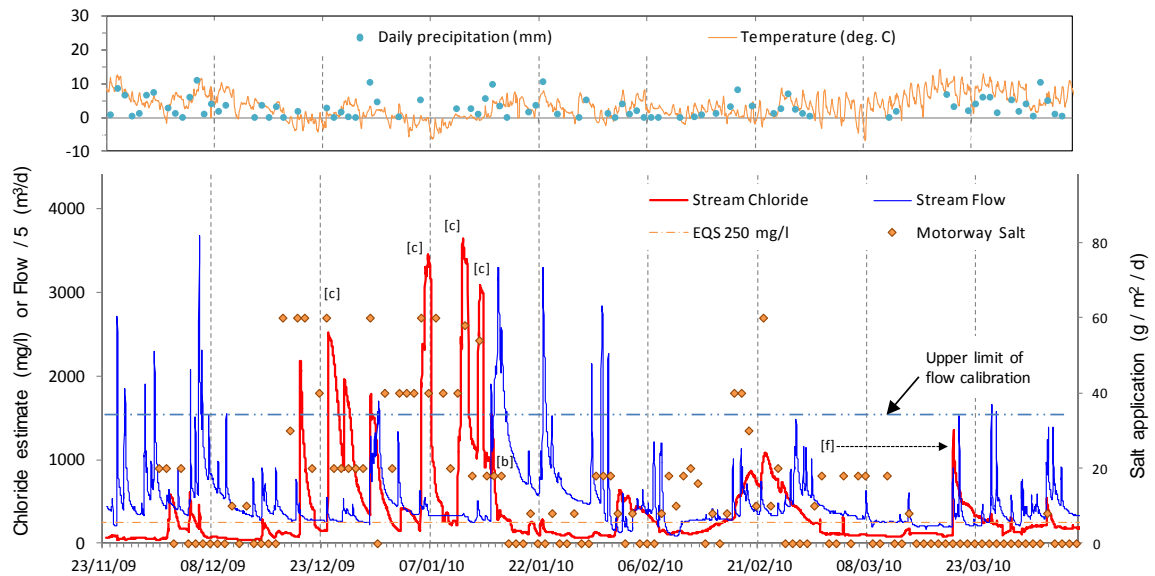 30
20
10
0
-10
Daily precipitation (mm)
Temperature (deg. C)
Chloride estimate (mg/l) or Flow / 5 (m³/d)
4000
3000
2000
1000
0
Stream Chloride
Stream Flow
EQS 250 mg/l
Motorway Salt
[c]
[c]
[c]
[c]
[b]
[f]
Upper limit of
flow calibration
80
60
40
20
0
Salt application (g / m² / d)
23/11/09
08/12/09
23/12/09
07/01/10
22/01/10
06/02/10
21/02/10
08/03/10
23/03/10